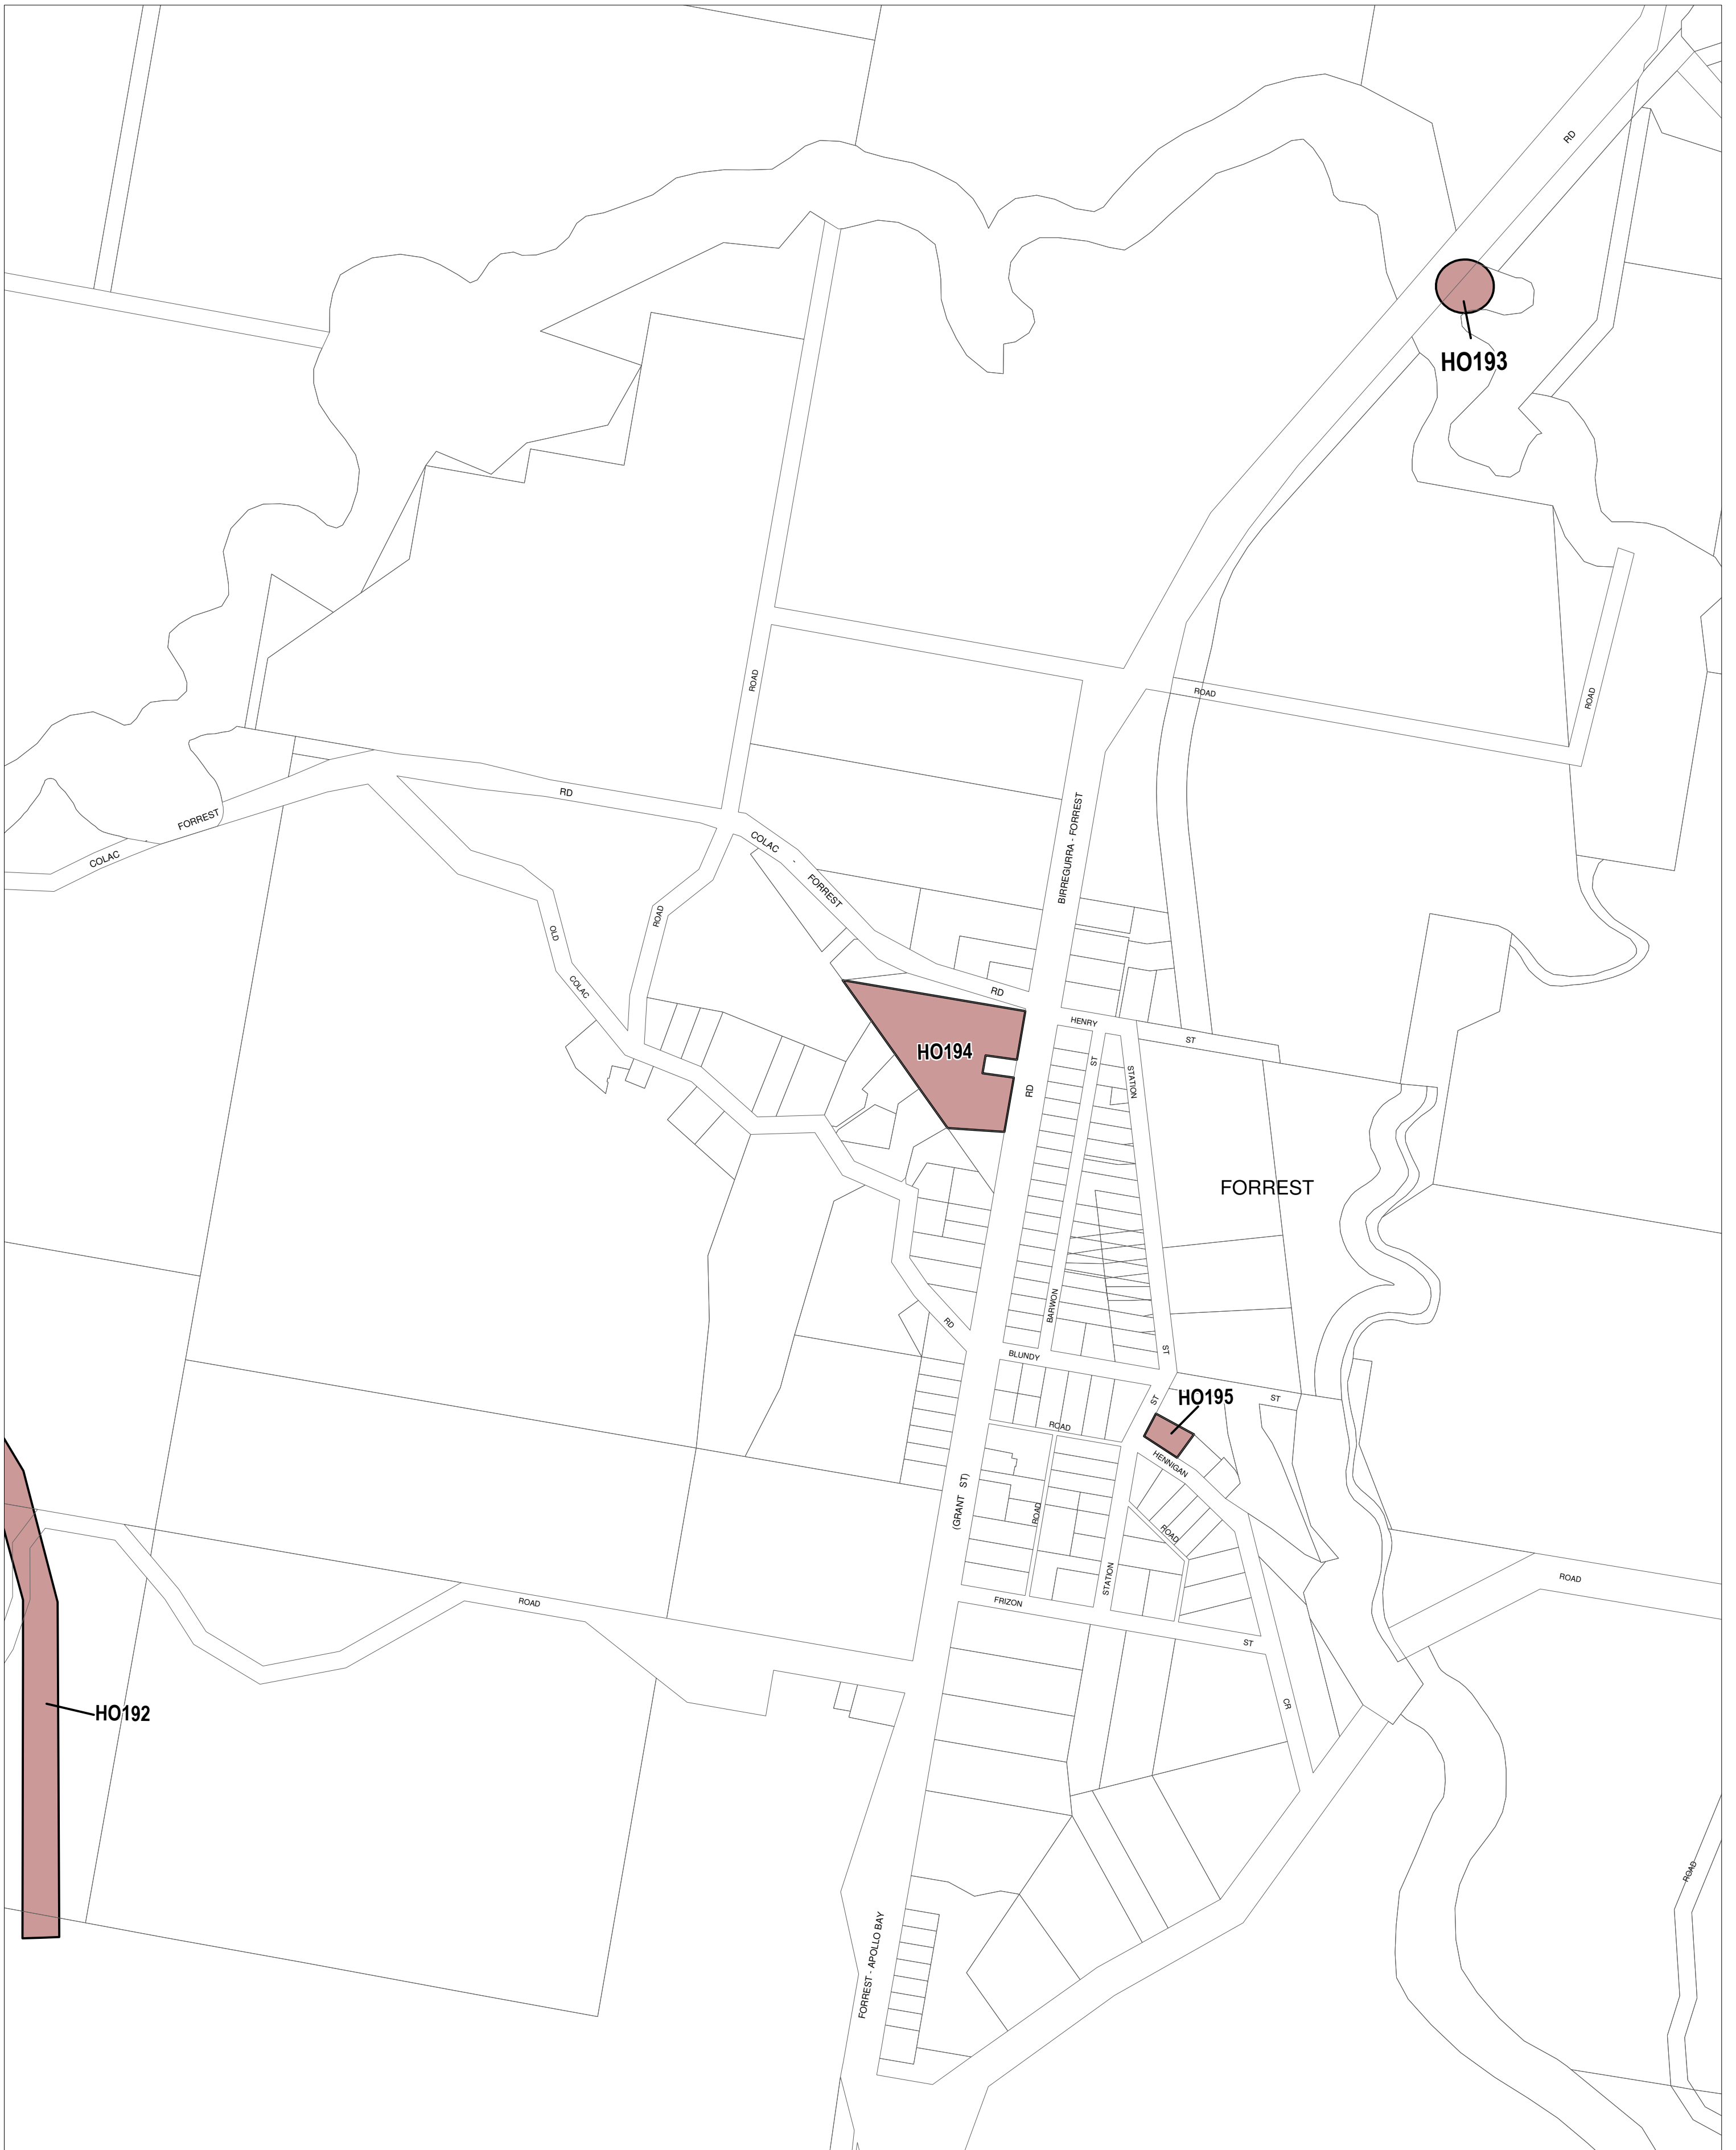 RD
HO193
ROAD
ROAD
ROAD
RD
BIRREGURRA - FORREST
FORREST
COLAC
COLAC
-
FORREST
RD
ROAD
OLD
COLAC
HENRY
ST
HO194
RD
ST
STATION
FORREST
BARWON
RD
BLUNDY
ST
ST
HO195
ST
ROAD
HENNIGAN
(GRANT ST)
ROAD
ROAD
STATION
ROAD
ROAD
FRIZON
ST
HO192
CR
ROAD
FORREST - APOLLO BAY